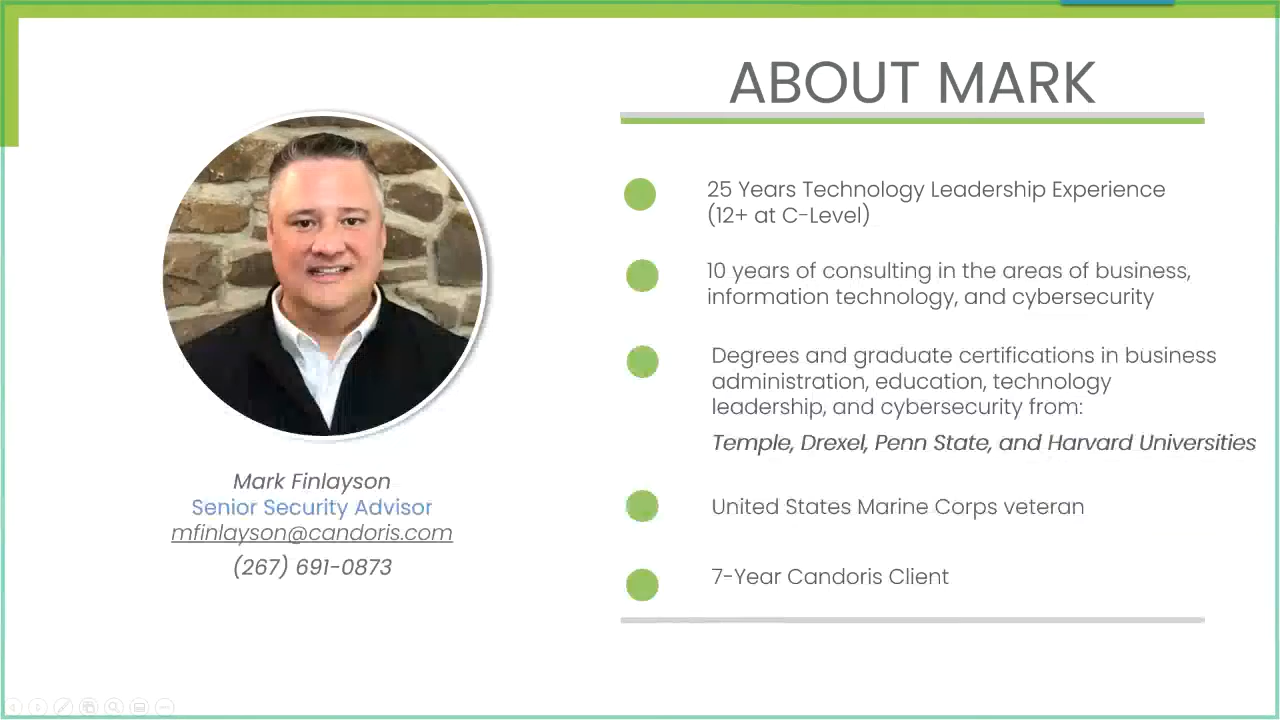 ABOUT MARK
25 Years Technology Leadership Experience
(12+ at C-Level)
10 years of consulting in the areas of business,
information technology, and cybersecurity
Degrees and graduate certifications in business
administration, education, technology
leadership, and cybersecurity from:
Temple, Drexel, Penn State, and Harvard Universities
United States Marine Corps veteran
7-Year Candoris Client
Mark Finlayson
Senior Security Advisor
mfinlayson@candoris.com
(267) 691-0873